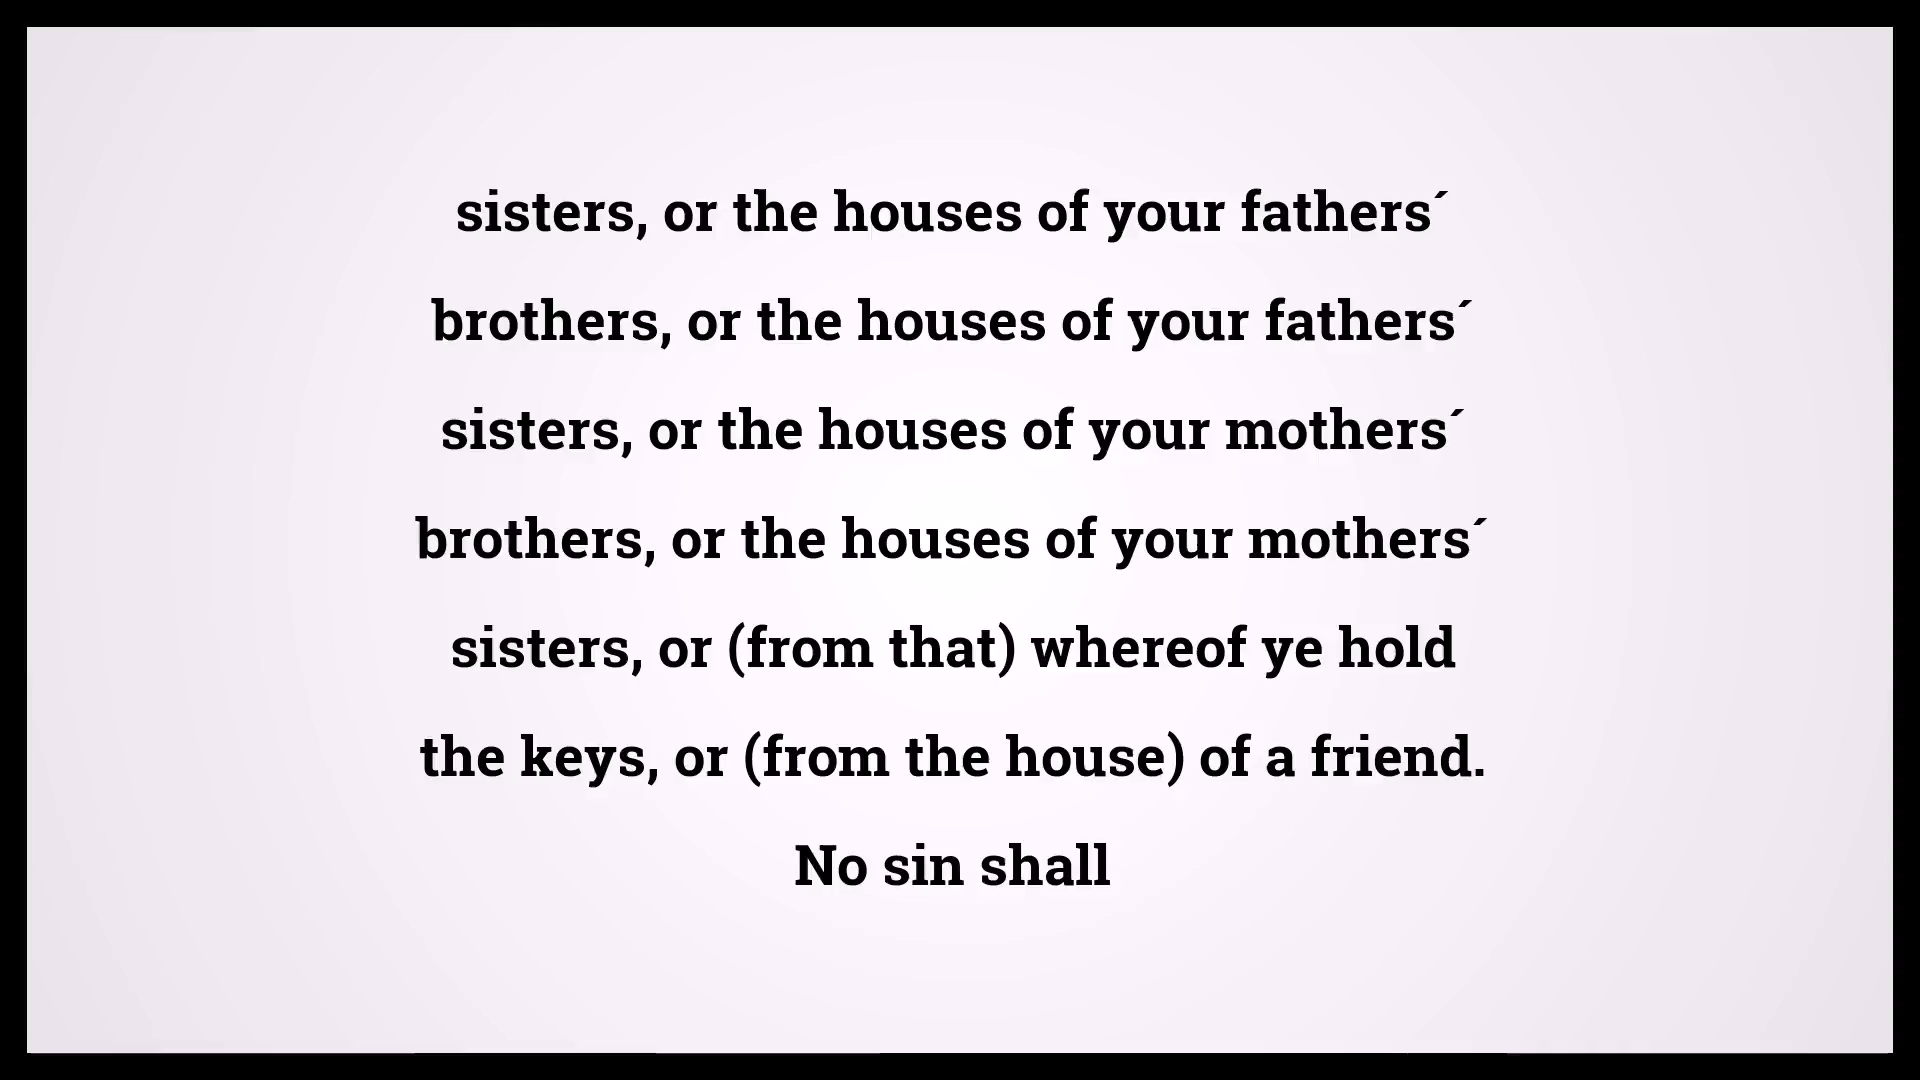 sisters, or the houses of your fathers´
brothers, or the houses of your fathers´
sisters, or the houses of your mothers´
brothers, or the houses of your mothers´
sisters, or (from that) whereof ye hold
the keys, or (from the house) of a friend.
No sin shall